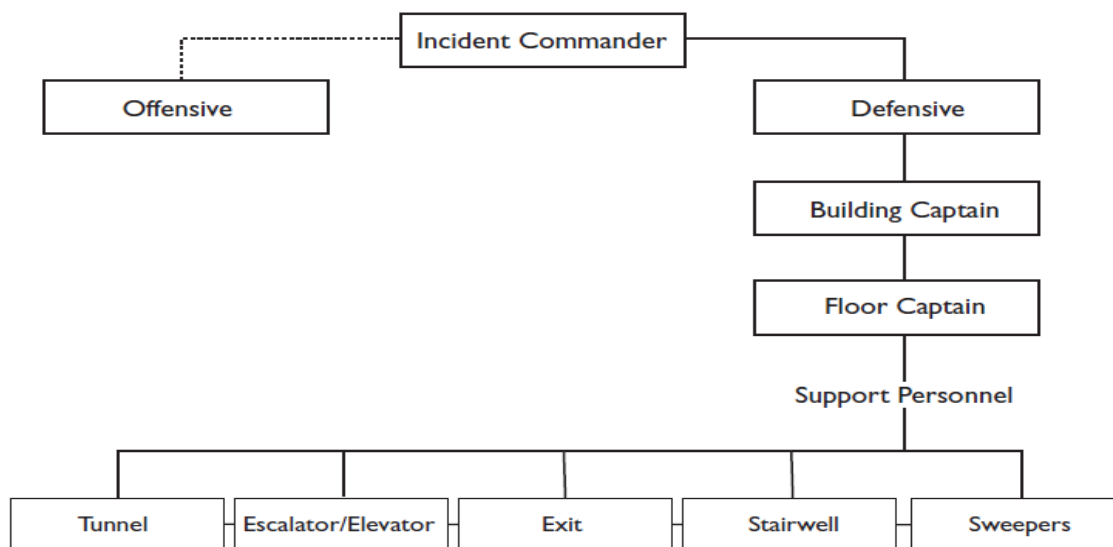 Incident Commander
Offensive
Defensive
Building Captain
Floor Captain
Support Personnel
Tunnel
Escalator/Elevator
Exit
Stairwell
Sweepers